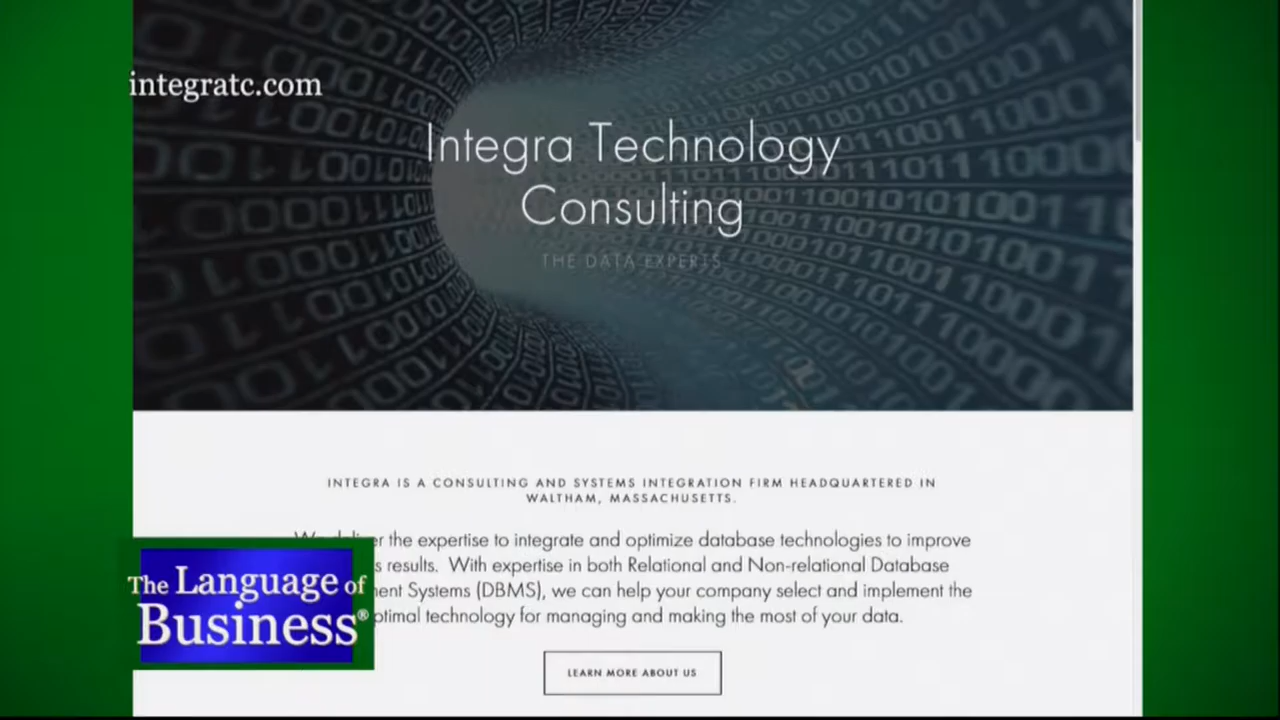 integratc.com
Integra Technology
Consulting
THE DATA EXPERTS
INTEGRA IS A CONSULTING AND SYSTEMS INTEGRATION FIRM HEADQUARTERED IN
WALTHAM, MASSACHUSETTS.
We deliver the expertise to integrate and optimize database technologies to improve
results. With expertise in both Relational and Non-relational Database
Systems (DBMS), we can help your company select and implement the
technology for managing and making the most of your data.
LEARN MORE ABOUT US
The Language of
Business®